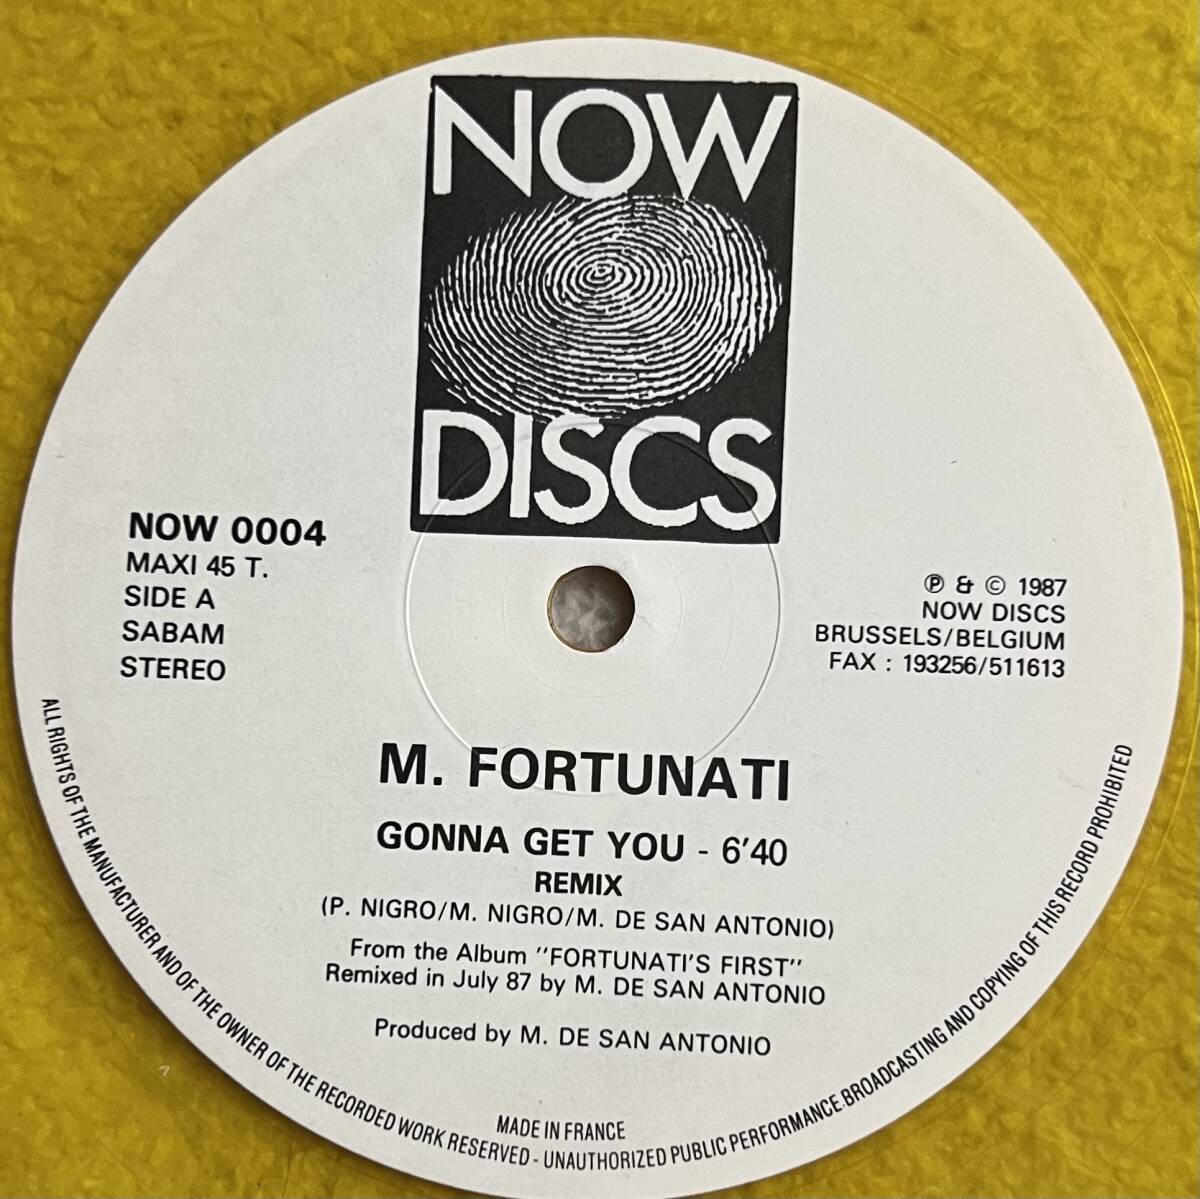 NOW
DISCS
NOW 0004
MAXI 45 T.
SIDE A
SABAM
STEREO
℗ & © 1987
NOW DISCS
BRUSSELS/BELGIUM
FAX : 193256/511613
M. FORTUNATI
GONNA GET YOU - 6'40
REMIX
(P. NIGRO/M. NIGRO/M. DE SAN ANTONIO)
From the Album "FORTUNATI'S FIRST"
Remixed in July 87 by M. DE SAN ANTONIO
Produced by M. DE SAN ANTONIO
MADE IN FRANCE
ALL RIGHTS OF THE MANUFACTURER AND OF THE OWNER OF THE RECORDED WORK RESERVED - UNAUTHORIZED PUBLIC PERFORMANCE BROADCASTING AND COPYING OF THIS RECORD PROHIBITED